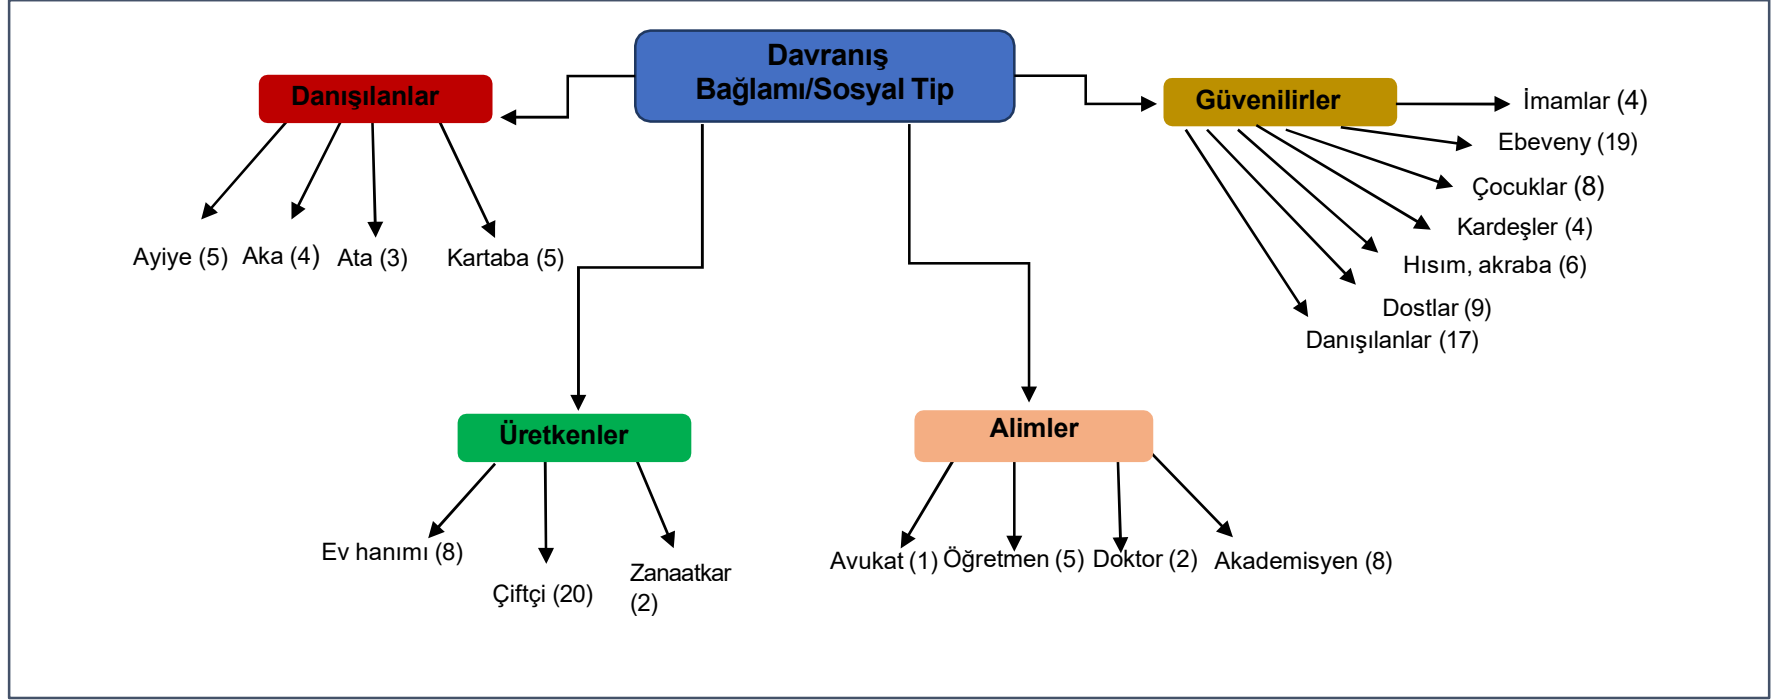 Davranış
Bağlamı/Sosyal Tip
Danışılanlar
Ayiye (5)
Aka (4)
Ata (3)
Kartaba (5)
Güvenilirler
İmamlar (4)
Ebeveny (19)
Çocuklar (8)
Kardeşler (4)
Hısım, akraba (6)
Dostlar (9)
Danışılanlar (17)
Üretkenler
Ev hanımı (8)
Çiftçi (20)
Zanaatkar
(2)
Alimler
Avukat (1)
Öğretmen (5)
Doktor (2)
Akademisyen (8)